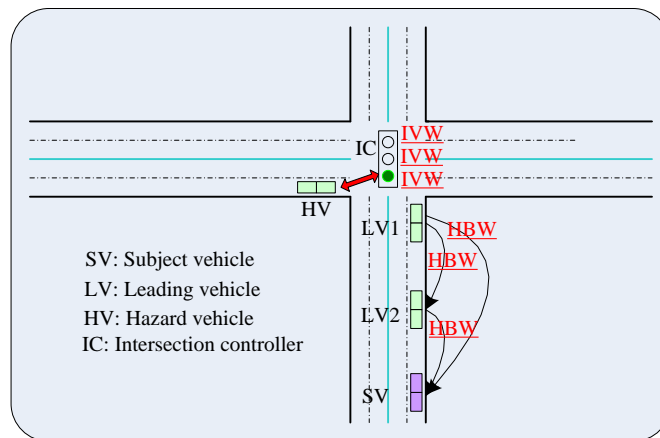 IVW
IC
IVW
IVW
HV
LV1
HBW
SV: Subject vehicle
HBW
LV: Leading vehicle
HV: Hazard vehicle
LV2
HBW
IC: Intersection controller
SV